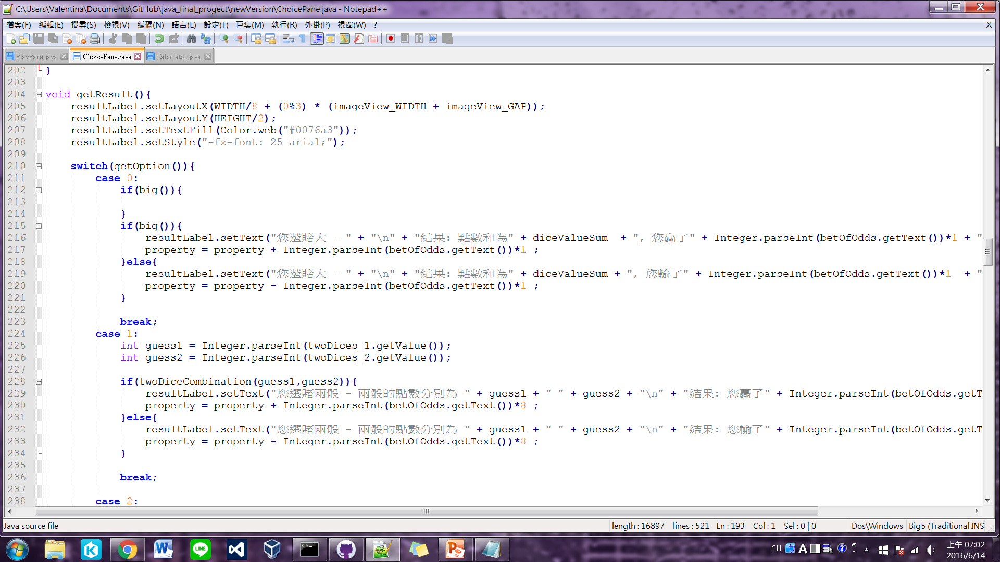 C:\Users\Valentina\Documents\GitHub\java_final_progect\newVersion\ChoicePane.java - Notepad++
檔案(F) 編輯(E) 搜尋(S) 檢視(V) 編碼(N) 語言(L) 設定(T) 巨集(M) 執行(R) 外掛(P) 視窗(W) ? X
PlayPane.java ChoicePane.java Calculator.java
202 }
203
204 void getResult(){
205 resultLabel.setLayoutX(WIDTH/8 + (0%3) * (imageView_WIDTH + imageView_GAP));
206 resultLabel.setLayoutY(HEIGHT/2);
207 resultLabel.setTextFill(Color.web("#0076a3"));
208 resultLabel.setStyle("-fx-font: 25 arial;");
209
210 switch(getOption()){
211 case 0:
212 if(big()){
213
214 }
215 if(big()){
216 resultLabel.setText("您選賭大 - " + "\n" + "結果: 點數和為" + diceValueSum  + ", 您贏了" + Integer.parseInt(betOfOdds.getText())*1 + "
217 property = property + Integer.parseInt(betOfOdds.getText())*1 ;
218 }else{
219 resultLabel.setText("您選賭大 - " + "\n" + "結果: 點數和為" + diceValueSum + ", 您輸了" + Integer.parseInt(betOfOdds.getText())*1  + "
220 property = property - Integer.parseInt(betOfOdds.getText())*1 ;
221 }
222
223 break;
224 case 1:
225 int guess1 = Integer.parseInt(twoDices_1.getValue());
226 int guess2 = Integer.parseInt(twoDices_2.getValue());
227
228 if(twoDiceCombination(guess1,guess2)){
229 resultLabel.setText("您選賭兩骰 - 兩骰的點數分別為 " + guess1 + " " + guess2 + "\n" + "結果: 您贏了" + Integer.parseInt(betOfOdds.getT
230 property = property + Integer.parseInt(betOfOdds.getText())*8 ;
231 }else{
232 resultLabel.setText("您選賭兩骰 - 兩骰的點數分別為 " + guess1 + " " + guess2 + "\n" + "結果: 您輸了" + Integer.parseInt(betOfOdds.getT
233 property = property - Integer.parseInt(betOfOdds.getText())*8 ;
234 }
235
236 break;
237
238 case 2:
Java source file length : 16897 lines : 521 Ln : 193 Col : 1 Sel : 0 | 0 Dos\Windows Big5 (Traditional INS
LINE CH A 上午 07:02
2016/6/14